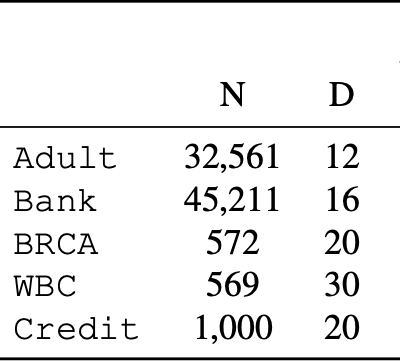 N D
Adult 32,561 12
Bank 45,211 16
BRCA 572 20
WBC 569 30
Credit 1,000 20